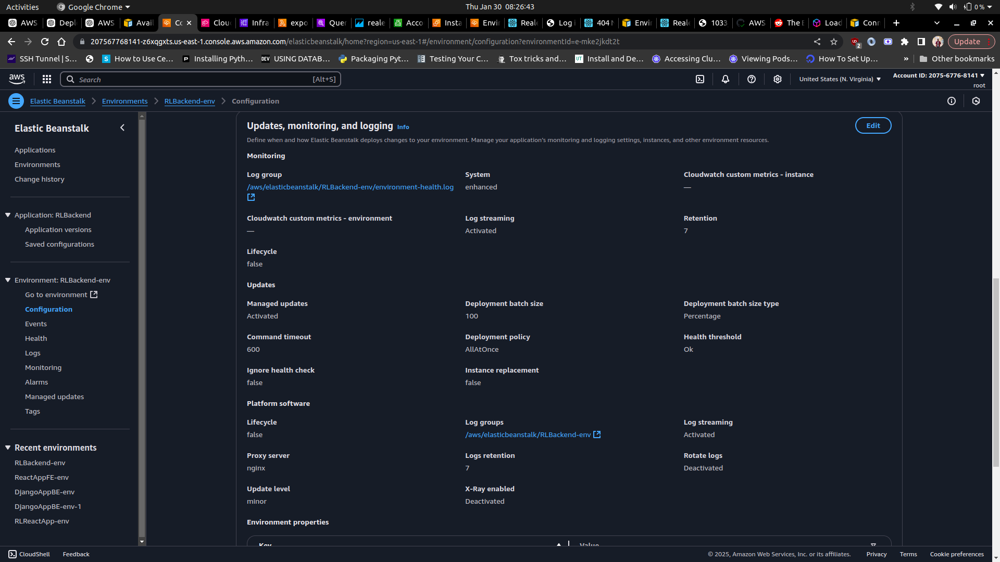 Activities
Google Chrome
Thu Jan 30 08:26:43
0 %
AWS
Depl
AWS
Avail
Co
Clou
Infra
expo
Quer
reale
Acco
Insta
Envir
Reale
Log i
404 N
Envir
Reale
1033
AWS
The E
Load
Conn
207567768141-z6xqgxts.us-east-1.console.aws.amazon.com/elasticbeanstalk/home?region=us-east-1#/environment/configuration?environmentId=e-mke2jkdt2t
2
Update
SSH Tunnel | S...
How to Use Ce...
Installing Pyth...
DEV
USING DATAB...
Packaging Pyt...
Testing Your C...
Tox tricks and...
UT
Install and De...
Accessing Clu...
Viewing Pods...
How To Set Up...
»
Other bookmarks
aws
Search
[Alt+S]
United States (N. Virginia)
Account ID: 2075-6776-8141
root
Elastic Beanstalk
Environments
RLBackend-env
Configuration
Elastic Beanstalk
Applications
Environments
Change history
Application: RLBackend
Application versions
Saved configurations
Environment: RLBackend-env
Go to environment
Configuration
Events
Health
Logs
Monitoring
Alarms
Managed updates
Tags
Recent environments
RLBackend-env
ReactAppFE-env
DjangoAppBE-env
DjangoAppBE-env-1
RLReactApp-env
Updates, monitoring, and logging Info
Edit
Define when and how Elastic Beanstalk deploys changes to your environment. Manage your application's monitoring and logging settings, instances, and other environment resources.
Monitoring
Log group
/aws/elasticbeanstalk/RLBackend-env/environment-health.log
System
enhanced
Cloudwatch custom metrics - instance
—
Cloudwatch custom metrics - environment
—
Log streaming
Activated
Retention
7
Lifecycle
false
Updates
Managed updates
Activated
Deployment batch size
100
Deployment batch size type
Percentage
Command timeout
600
Deployment policy
AllAtOnce
Health threshold
Ok
Ignore health check
false
Instance replacement
false
Platform software
Lifecycle
false
Log groups
/aws/elasticbeanstalk/RLBackend-env
Log streaming
Activated
Proxy server
nginx
Logs retention
7
Rotate logs
Deactivated
Update level
minor
X-Ray enabled
Deactivated
Environment properties
Key
Value
CloudShell
Feedback
© 2025, Amazon Web Services, Inc. or its affiliates.
Privacy
Terms
Cookie preferences